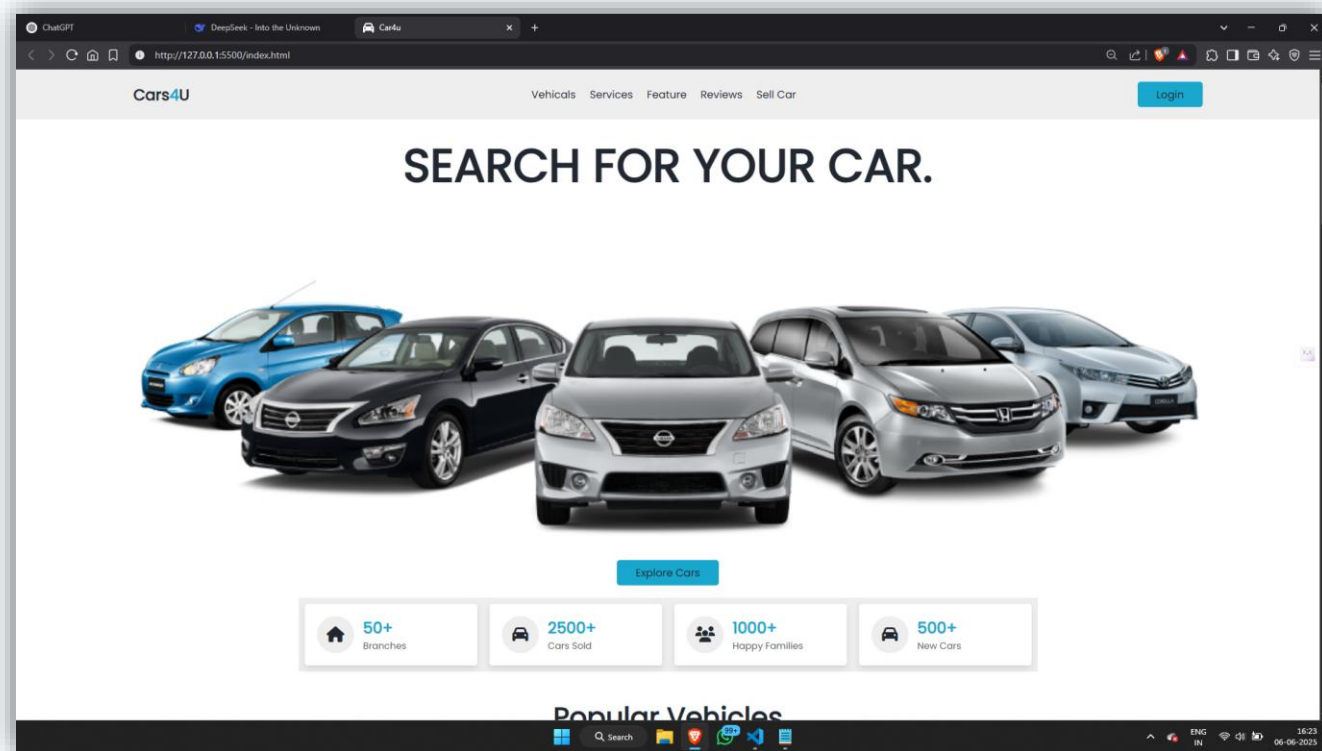 ChatGPT
DeepSeek - Into the Unknown
Car4u
http://127.0.0.1:5500/index.html
Cars4U
Vehicals Services Feature Reviews Sell Car
Login
SEARCH FOR YOUR CAR.
COROLLA
Explore Cars
50+
Branches
2500+
Cars Sold
1000+
Happy Families
500+
New Cars
Popular Vehicles
Search
99+
ENG
IN
16:23
06-06-2025